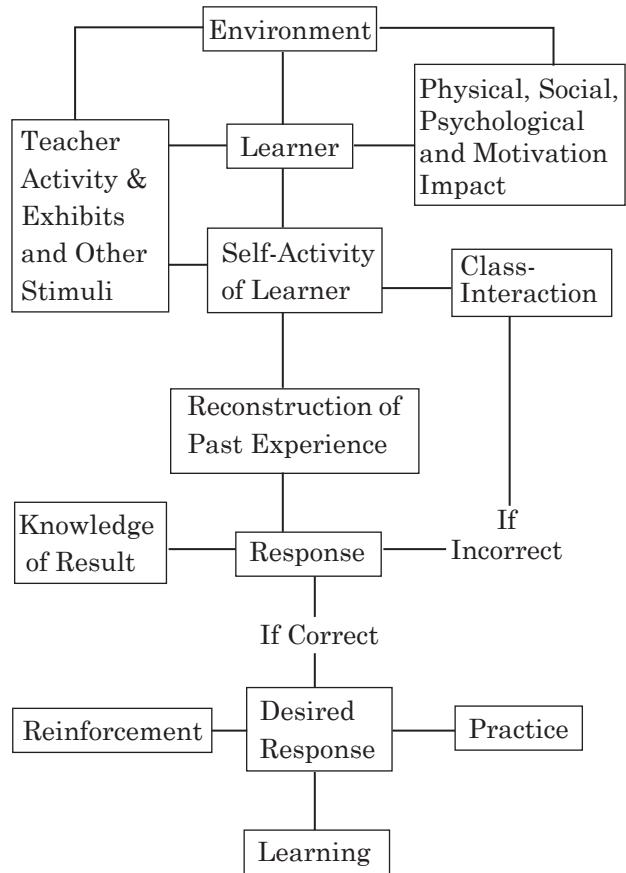 Environment
Physical, Social,
Psychological
and Motivation
Impact
Teacher
Activity &
Exhibits
and Other
Stimuli
Learner
Self-Activity
of Learner
Class-
Interaction
Reconstruction of
Past Experience
Knowledge
of Result
Response
If
Incorrect
If Correct
Reinforcement
Desired
Response
Practice
Learning